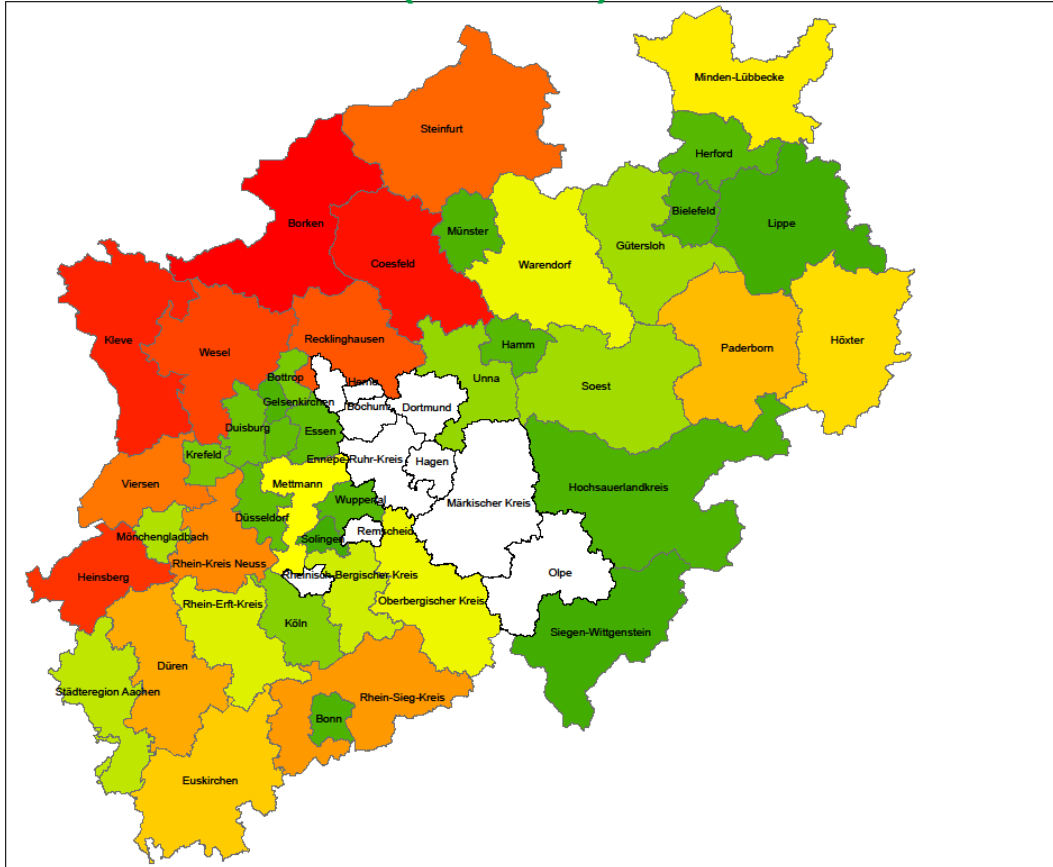 Minden-Lübbecke
Steinfurt
Herford
Bielefeld
Lippe
Borken
Münster
Gütersloh
Coesfeld
Warendorf
Kleve
Wesel
Recklinghausen
Hamm
Paderborn
Höxter
Bottrop
Herne
Unna
Soest
Gelsenkirchen
Bochum
Dortmund
Duisburg
Essen
Krefeld
Ennepe-Ruhr-Kreis
Hagen
Viersen
Mettmann
Hochsauerlandkreis
Wuppertal
Märkischer Kreis
Düsseldorf
Mönchengladbach
Remscheid
Solingen
Rhein-Kreis Neuss
Heinsberg
Rheinisch-Bergischer-Kreis
Olpe
Rhein-Erft-Kreis
Oberbergischer Kreis
Köln
Siegen-Wittgenstein
Düren
Städteregion Aachen
Rhein-Sieg-Kreis
Bonn
Euskirchen